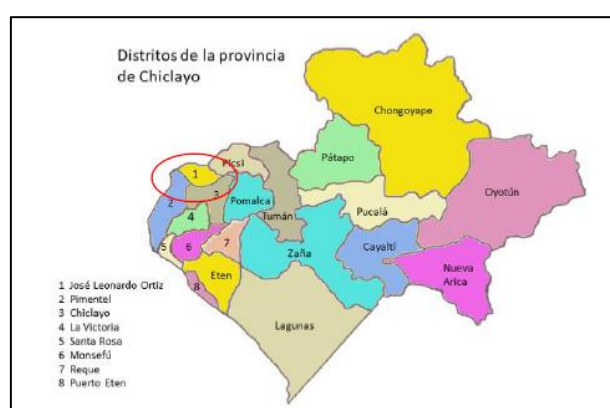 Distritos de la provincia
de Chiclayo
Chongoyape
Picsi
Pátapo
1
Oyotún
2
3
Pomalca
Tumán
Pucalá
4
5
6
7
Zaña
Cayaltí
Nueva
Arica
Eten
8
Lagunas
1 José Leonardo Ortiz
2 Pimentel
3 Chiclayo
4 La Victoria
5 Santa Rosa
6 Monsefú
7 Reque
8 Puerto Eten